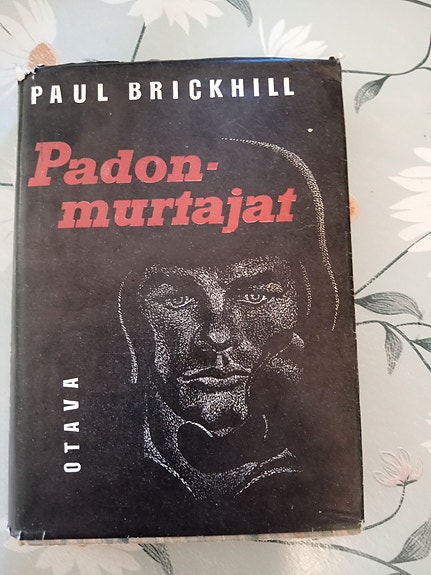 PAUL BRICKHILL
Padon-
murtajat
OTAVA